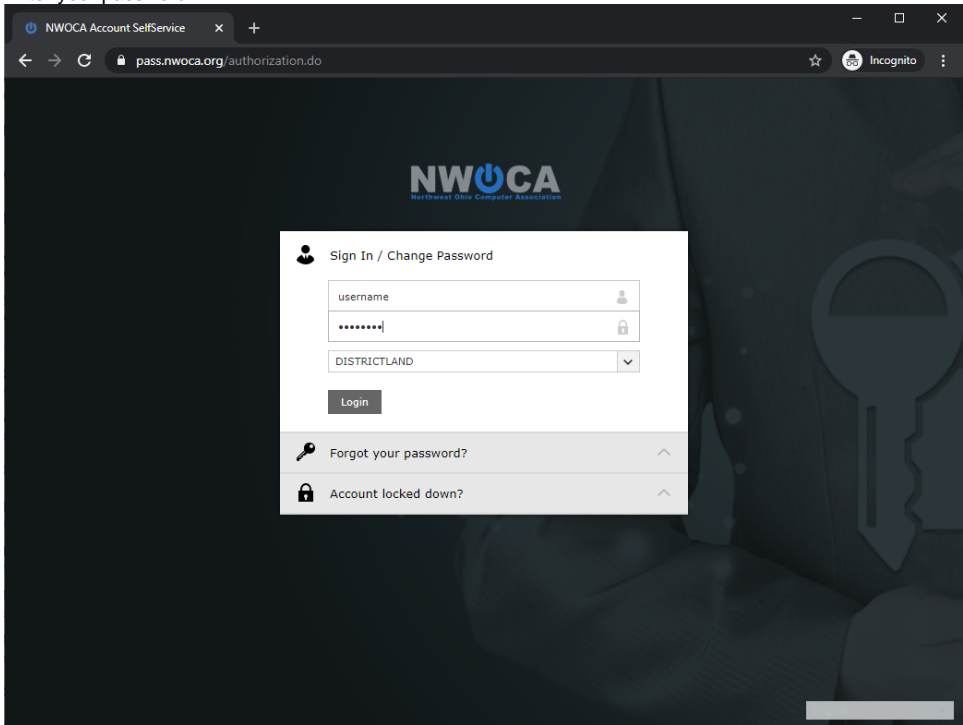 NWOCA Account SelfService
pass.nwoca.org/authorization.do
Incognito
NWOCA
Northwest Ohio Computer Association
Sign In / Change Password
username
••••••••
DISTRICTLAND
Login
Forgot your password?
Account locked down?